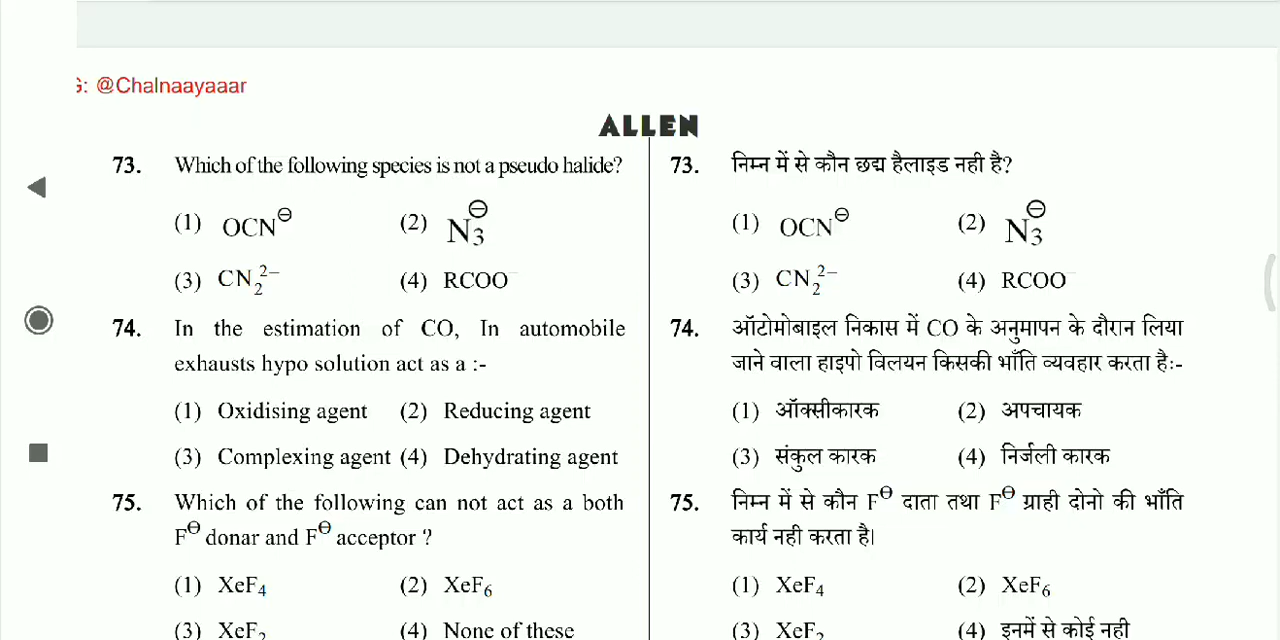 G: @Chalnaayaaar
ALLEN
73. Which of the following species is not a pseudo halide?
(1) OCN⊖ (2) N₃⊖
(3) CN₂²⁻ (4) RCOO⁻
74. In the estimation of CO, In automobile
exhausts hypo solution act as a :-
(1) Oxidising agent (2) Reducing agent
(3) Complexing agent (4) Dehydrating agent
75. Which of the following can not act as a both
F⊖ donar and F⊖ acceptor ?
(1) XeF₄ (2) XeF₆
(3) XeF₂ (4) None of these
73. निम्न में से कौन छद्म हैलाइड नही है?
(1) OCN⊖ (2) N₃⊖
(3) CN₂²⁻ (4) RCOO⁻
74. ऑटोमोबाइल निकास में CO के अनुमापन के दौरान लिया
जाने वाला हाइपो विलयन किसकी भाँति व्यवहार करता है:-
(1) ऑक्सीकारक (2) अपचायक
(3) संकुल कारक (4) निर्जली कारक
75. निम्न में से कौन F⊖ दाता तथा F⊖ ग्राही दोनो की भाँति
कार्य नही करता है।
(1) XeF₄ (2) XeF₆
(3) XeF₂ (4) इनमें से कोई नही